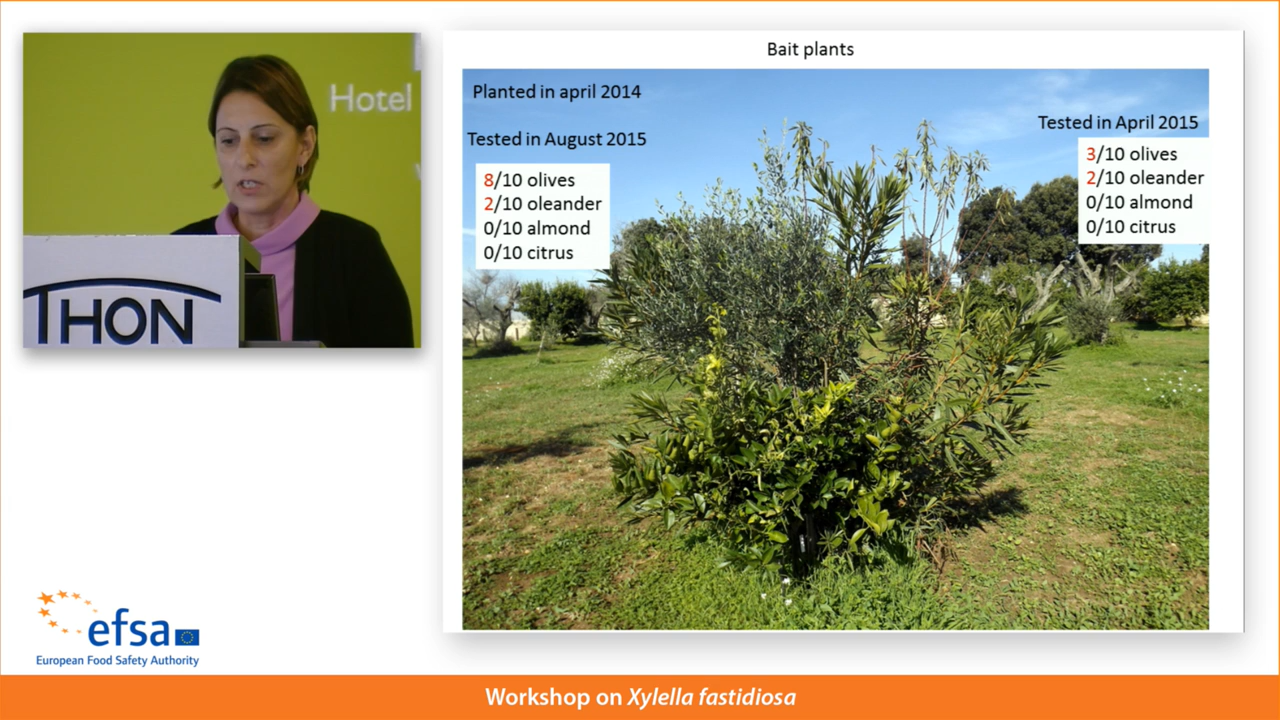 Hotel
THON
Bait plants
Planted in april 2014
Tested in August 2015
8/10 olives
2/10 oleander
0/10 almond
0/10 citrus
Tested in April 2015
3/10 olives
2/10 oleander
0/10 almond
0/10 citrus
efsa
European Food Safety Authority
Workshop on Xylella fastidiosa